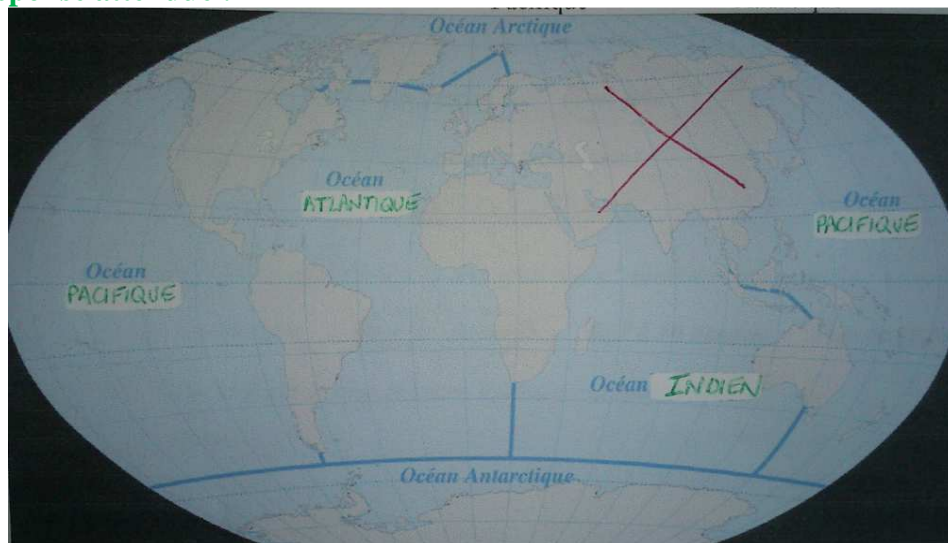 Océan Arctique
Océan
ATLANTIQUE
Océan
PACIFIQUE
Océan
PACIFIQUE
Océan INDIEN
Océan Antarctique